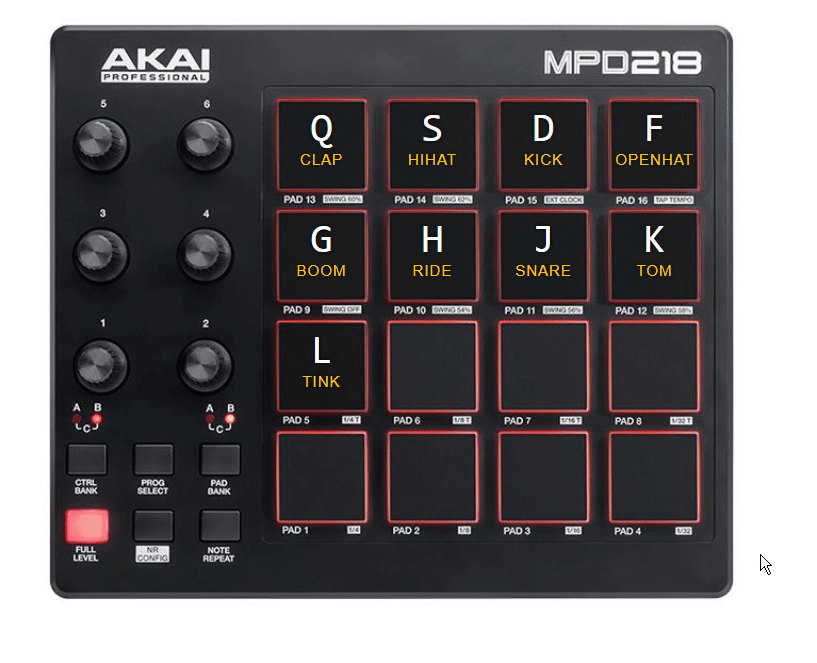 AKAI
PROFESSIONAL
MPD218
5 6
Q S D F
CLAP HIHAT KICK OPENHAT
PAD 13 SWING 60% PAD 14 SWING 62% PAD 15 EXT CLOCK PAD 16 TAP TEMPO
3 4
G H J K
BOOM RIDE SNARE TOM
PAD 9 SWING OFF PAD 10 SWING 54% PAD 11 SWING 56% PAD 12 SWING 58%
1 2
L
TINK
A B A B
C C
PAD 5 1/4 T PAD 6 1/8 T PAD 7 1/16 T PAD 8 1/32 T
CTRL BANK
PROG SELECT
PAD BANK
PAD 1 1/4 PAD 2 1/8 PAD 3 1/16 PAD 4 1/32
FULL LEVEL
NR CONFIG
NOTE REPEAT